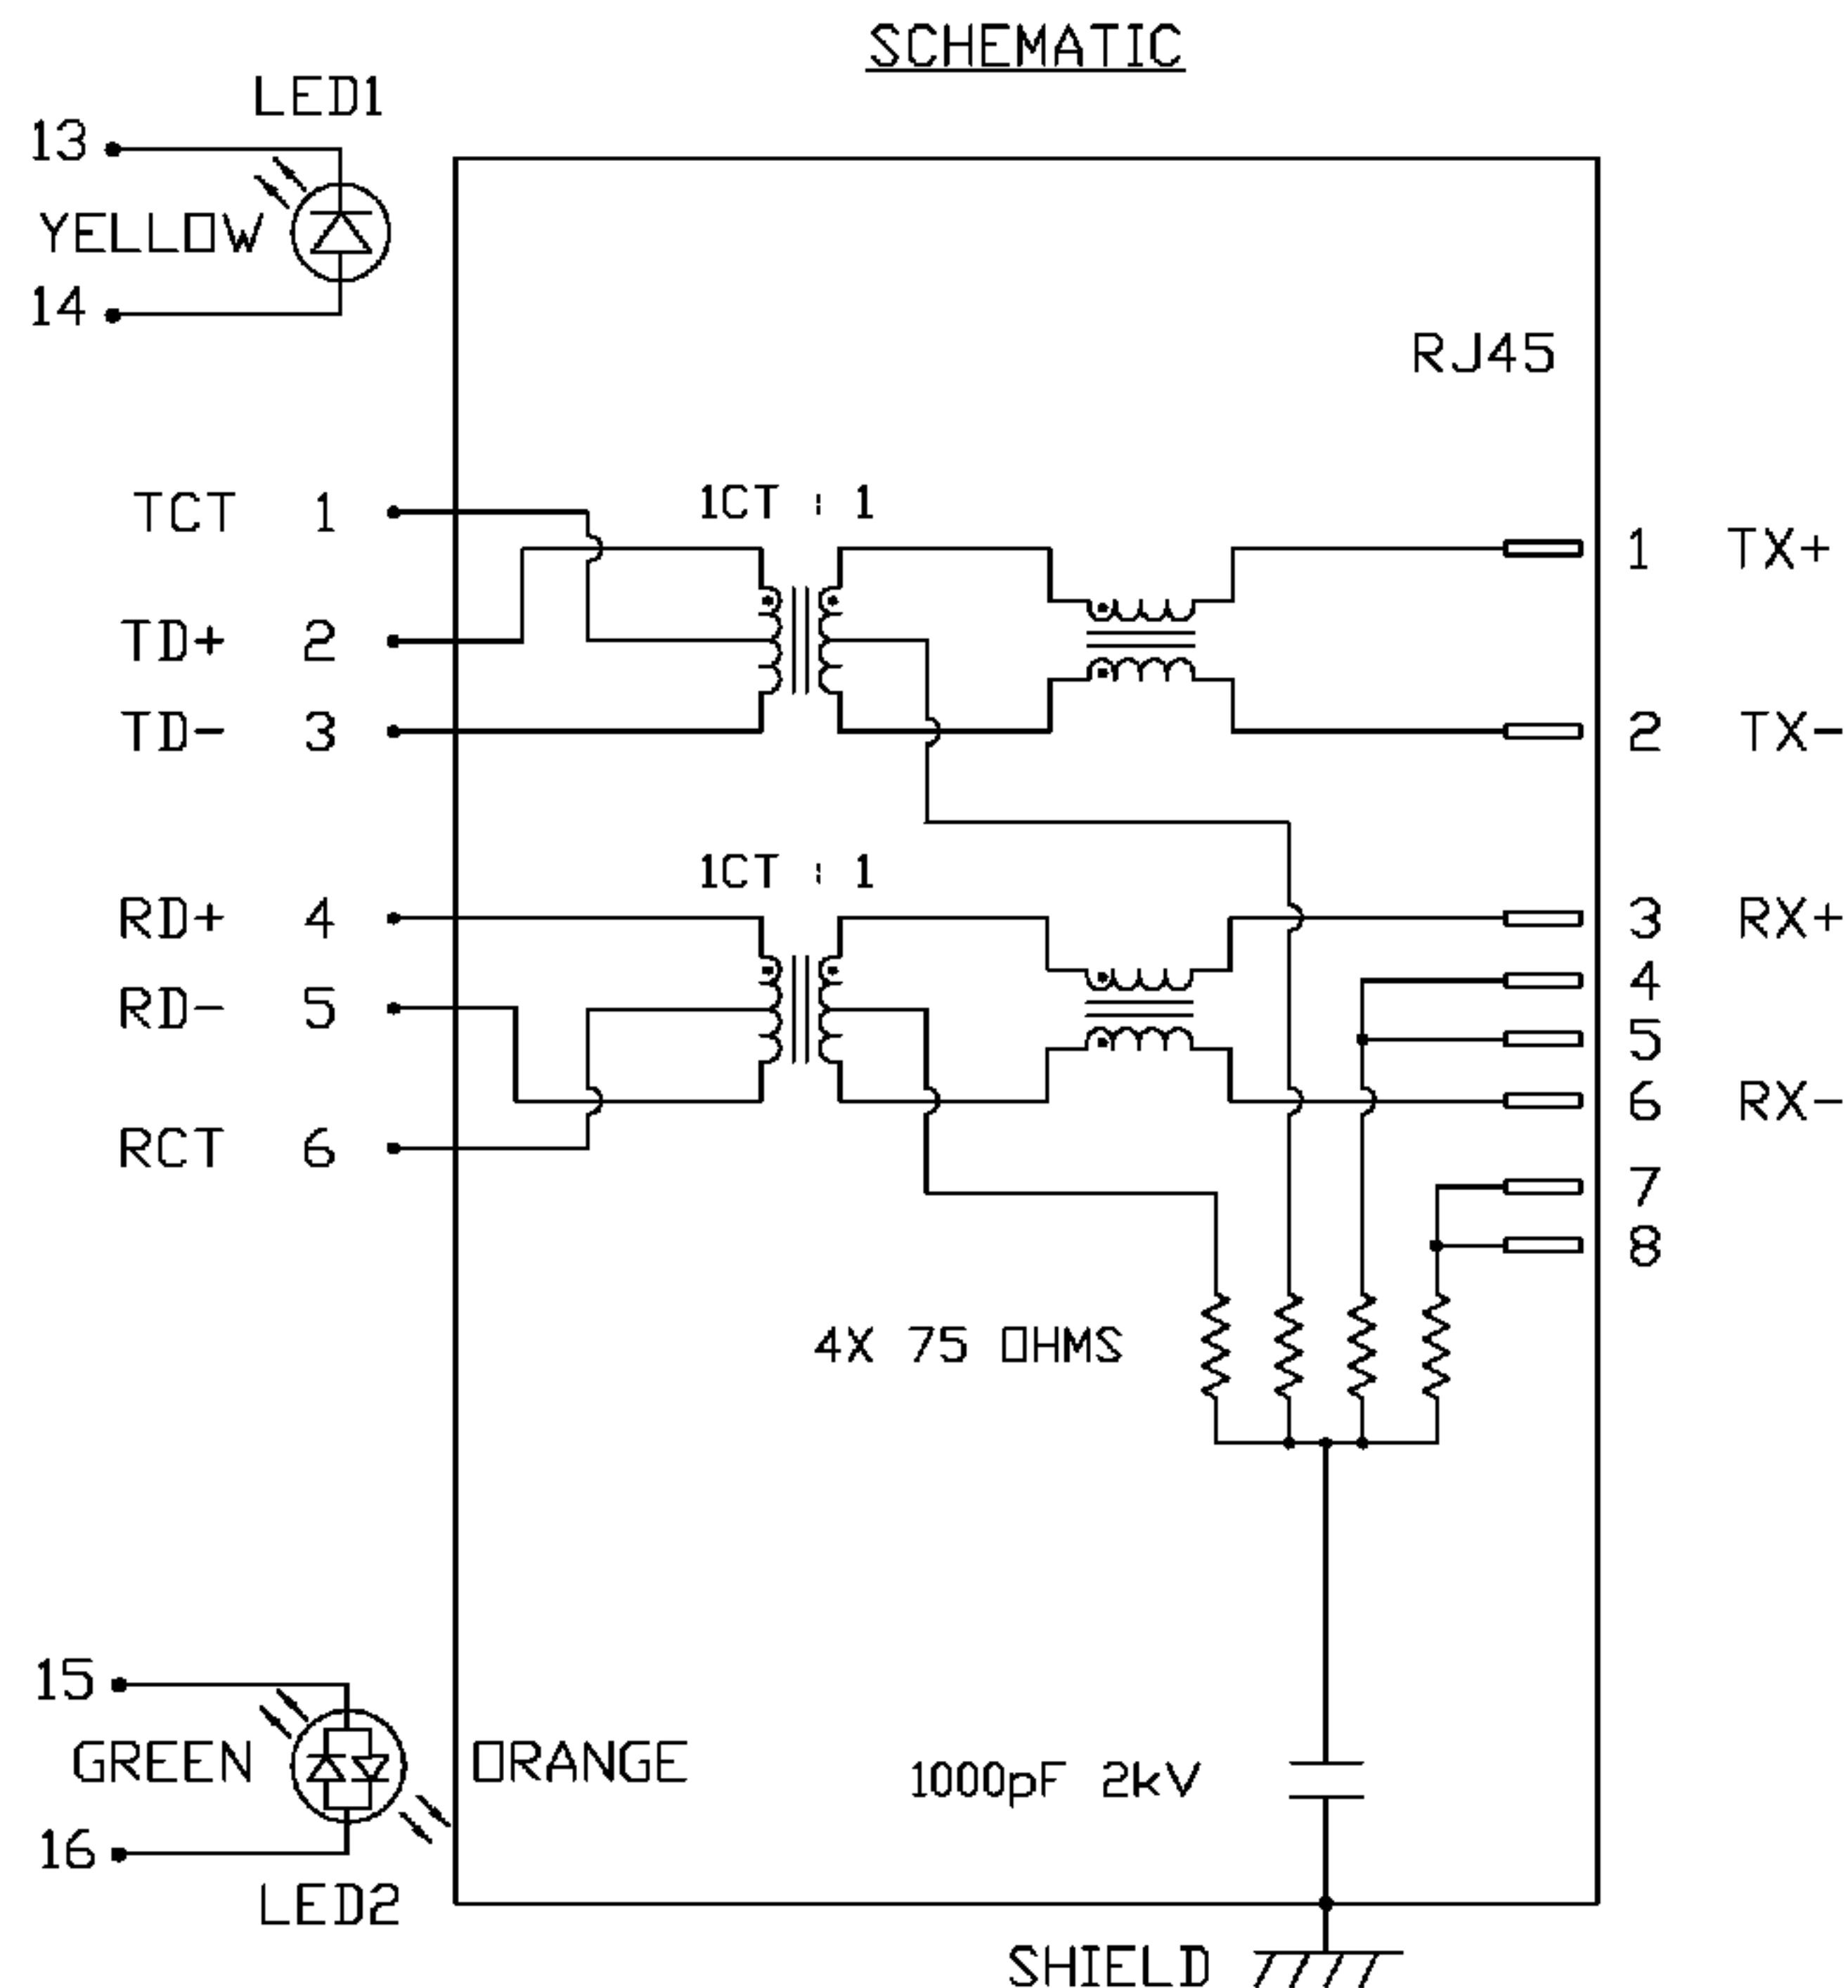 SCHEMATIC
LED1
13
YELLOW
14
RJ45
TCT 1
1CT : 1
1 TX+
TD+ 2
TD- 3
2 TX-
1CT : 1
RD+ 4
3 RX+
4
RD- 5
5
6 RX-
RCT 6
7
8
4X 75 OHMS
15
GREEN
ORANGE
1000pF 2kV
16
LED2
SHIELD